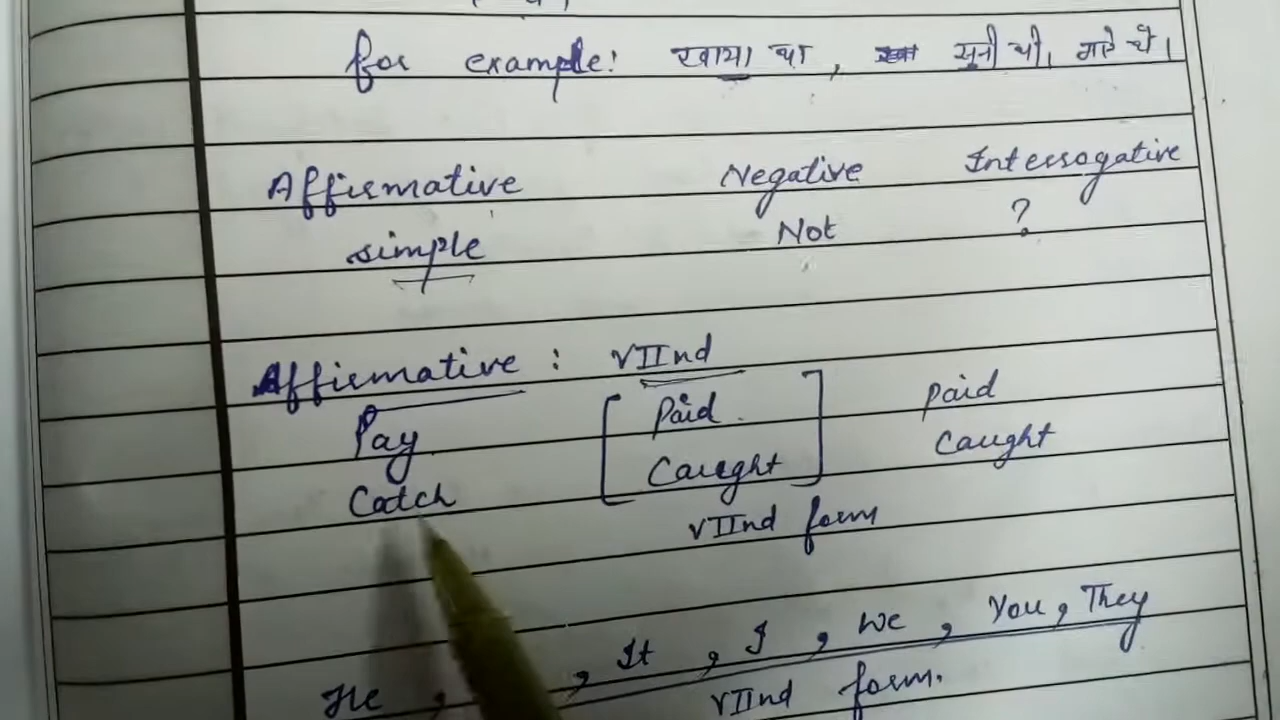 for example: खाया था, सुनी थी, गाये थे।
Affirmative Negative Interrogative
simple Not ?
Affirmative : VIInd
Pay [ Paid ] paid
Catch [ Caught ] Caught
VIInd form
He , , It , I , We , You , They
VIInd form.